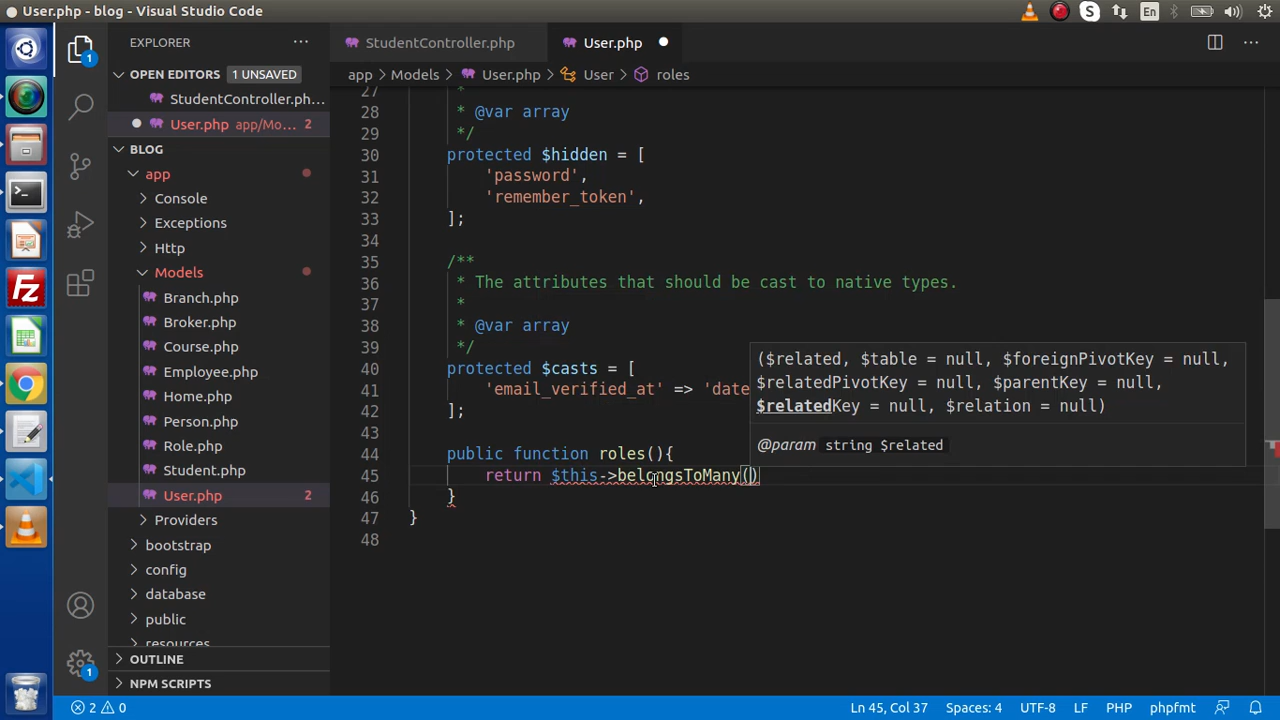 User.php - blog - Visual Studio Code
En
EXPLORER
StudentController.php
User.php
OPEN EDITORS
1 UNSAVED
app > Models > User.php > User > roles
StudentController.ph...
User.php app/Mo... 2
BLOG
app
Console
Exceptions
Http
Models
Branch.php
Broker.php
Course.php
Employee.php
Home.php
Person.php
Role.php
Student.php
User.php 2
Providers
bootstrap
config
database
public
resources
OUTLINE
NPM SCRIPTS
27 *
28 * @var array
29 */
30 protected $hidden = [
31 'password',
32 'remember_token',
33 ];
34
35 /**
36 * The attributes that should be cast to native types.
37 *
38 * @var array
39 */
40 protected $casts = [
41 'email_verified_at' => 'date
42 ];
43
44 public function roles(){
45 return $this->belongsToMany()
46 }
47 }
48
($related, $table = null, $foreignPivotKey = null,
$relatedPivotKey = null, $parentKey = null,
$relatedKey = null, $relation = null)
@param string $related
1
1
2 0
Ln 45, Col 37
Spaces: 4
UTF-8
LF
PHP
phpfmt